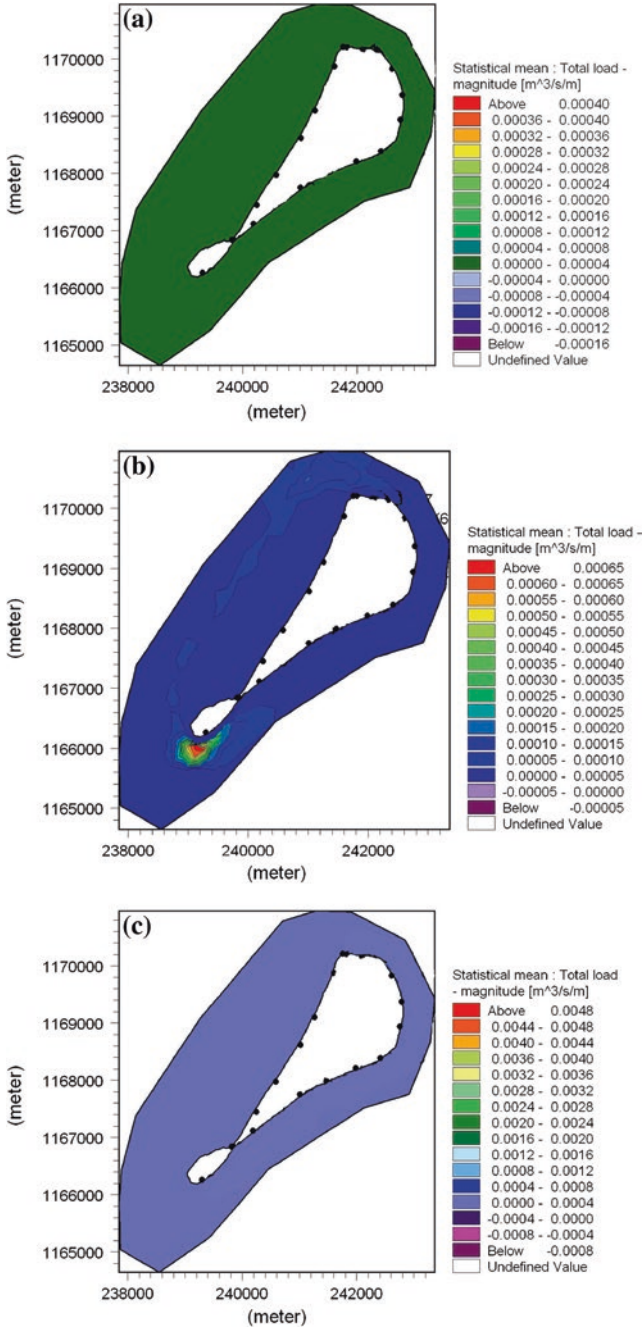 (a)
1170000
1169000
1168000
1167000
1166000
1165000
(meter)
238000 240000 242000
(meter)
Statistical mean : Total load -
magnitude [m^3/s/m]
Above 0.00040
0.00036 - 0.00040
0.00032 - 0.00036
0.00028 - 0.00032
0.00024 - 0.00028
0.00020 - 0.00024
0.00016 - 0.00020
0.00012 - 0.00016
0.00008 - 0.00012
0.00004 - 0.00008
0.00000 - 0.00004
-0.00004 - 0.00000
-0.00008 - -0.00004
-0.00012 - -0.00008
-0.00016 - -0.00012
Below -0.00016
Undefined Value
(b)
1170000
1169000
1168000
1167000
1166000
1165000
(meter)
238000 240000 242000
(meter)
Statistical mean : Total load -
magnitude [m^3/s/m]
Above 0.00065
0.00060 - 0.00065
0.00055 - 0.00060
0.00050 - 0.00055
0.00045 - 0.00050
0.00040 - 0.00045
0.00035 - 0.00040
0.00030 - 0.00035
0.00025 - 0.00030
0.00020 - 0.00025
0.00015 - 0.00020
0.00010 - 0.00015
0.00005 - 0.00010
0.00000 - 0.00005
-0.00005 - 0.00000
Below -0.00005
Undefined Value
(c)
1170000
1169000
1168000
1167000
1166000
1165000
(meter)
238000 240000 242000
(meter)
Statistical mean : Total load
- magnitude [m^3/s/m]
Above 0.0048
0.0044 - 0.0048
0.0040 - 0.0044
0.0036 - 0.0040
0.0032 - 0.0036
0.0028 - 0.0032
0.0024 - 0.0028
0.0020 - 0.0024
0.0016 - 0.0020
0.0012 - 0.0016
0.0008 - 0.0012
0.0004 - 0.0008
0.0000 - 0.0004
-0.0004 - 0.0000
-0.0008 - -0.0004
Below -0.0008
Undefined Value